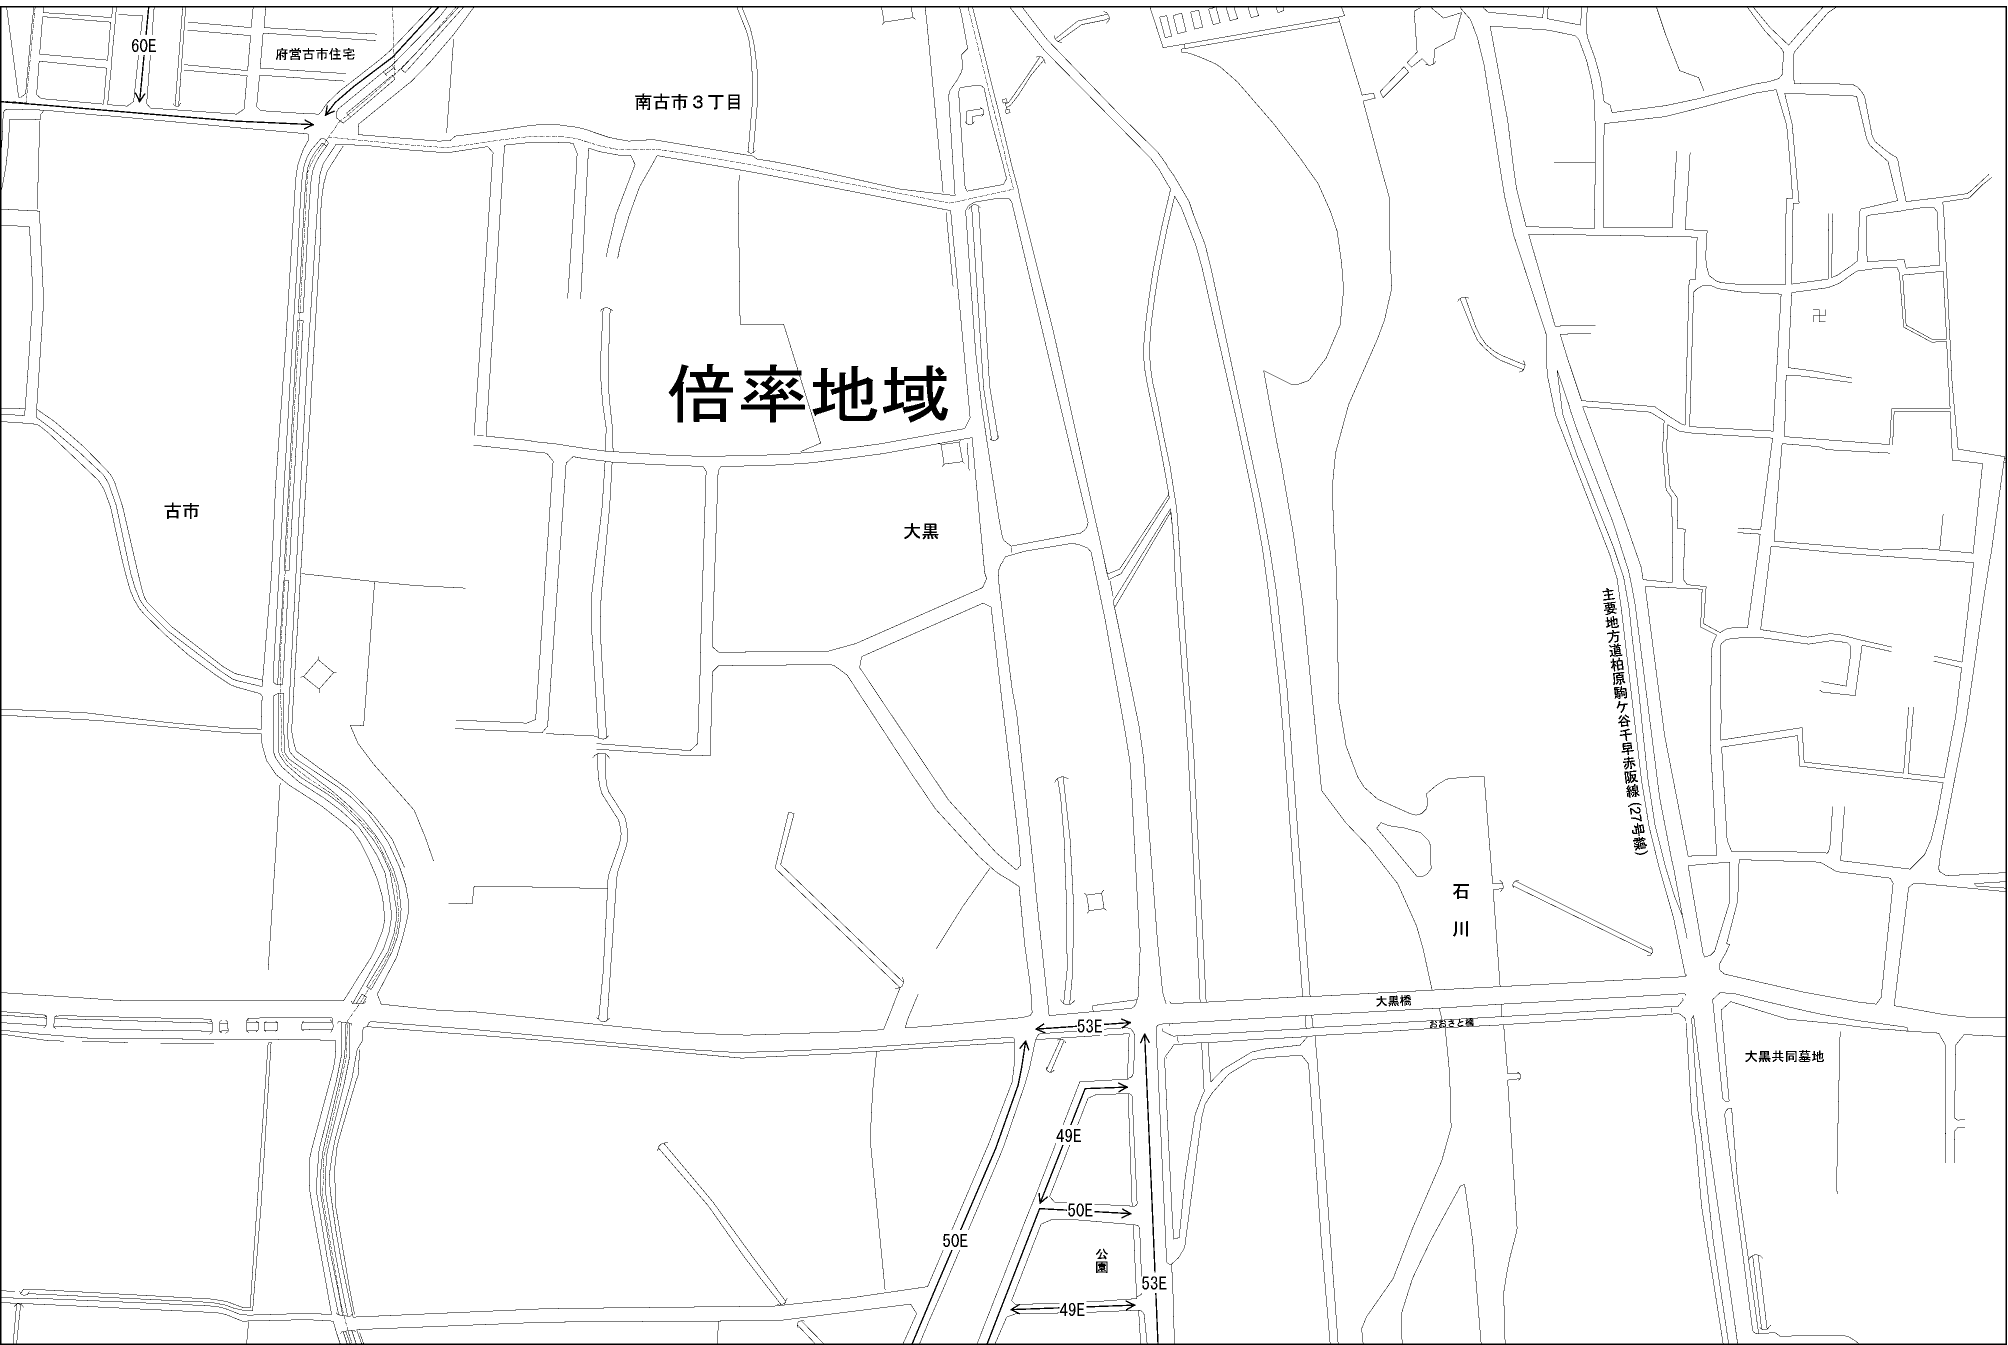 60E
府営古市住宅
南古市３丁目
倍率地域
古市
大黒
主要地方道柏原駒ケ谷千早赤阪線(27号線)
石川
大黒橋
おおさと橋
53E
大黒共同墓地
49E
50E
50E
公園
53E
49E